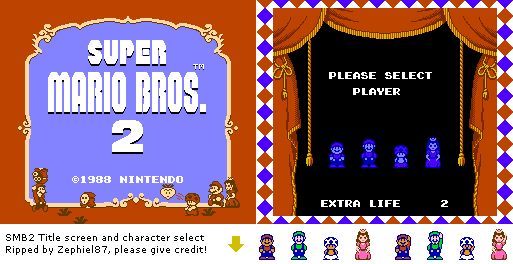 SUPER
MARIO BROS.
TM
2
©1988 NINTENDO
PLEASE SELECT
PLAYER
EXTRA LIFE 2
SMB2 Title screen and character select
Ripped by Zephiel87, please give credit!